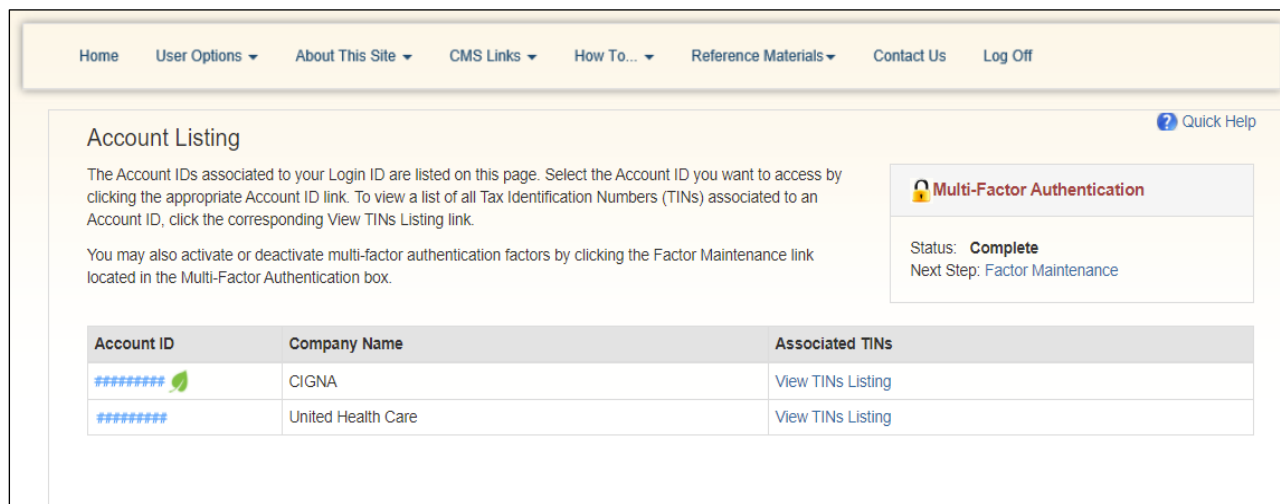 Home User Options About This Site CMS Links How To... Reference Materials Contact Us Log Off
Quick Help
Account Listing
The Account IDs associated to your Login ID are listed on this page. Select the Account ID you want to access by
clicking the appropriate Account ID link. To view a list of all Tax Identification Numbers (TINs) associated to an
Account ID, click the corresponding View TINs Listing link.
You may also activate or deactivate multi-factor authentication factors by clicking the Factor Maintenance link
located in the Multi-Factor Authentication box.
Multi-Factor Authentication
Status: Complete
Next Step: Factor Maintenance
Account ID Company Name Associated TINs
######### CIGNA View TINs Listing
######### United Health Care View TINs Listing